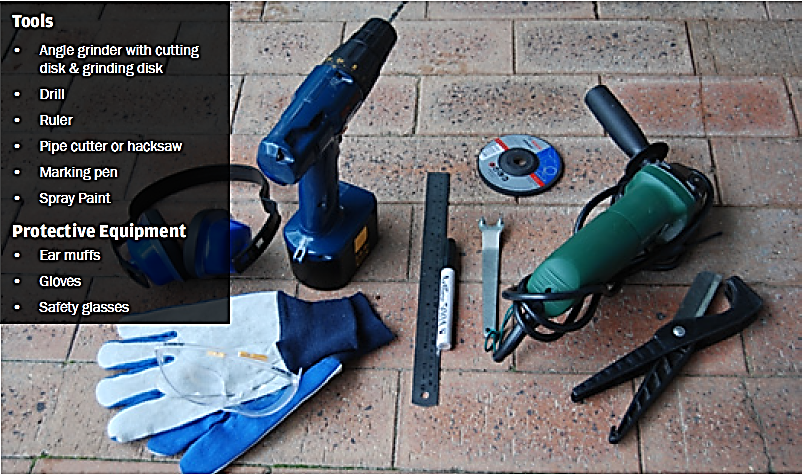 Tools
• Angle grinder with cutting
disk & grinding disk
• Drill
• Ruler
• Pipe cutter or hacksaw
• Marking pen
• Spray Paint
Protective Equipment
• Ear muffs
• Gloves
• Safety glasses